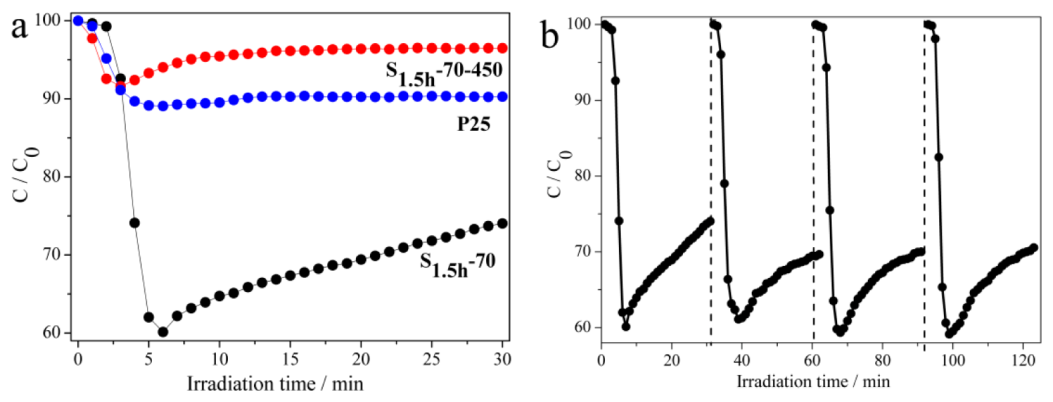 a
C / C₀
100
90
80
70
60
S₁.₅ₕ-70-450
P25
S₁.₅ₕ-70
0 5 10 15 20 25 30
Irradiation time / min
b
C / C₀
100
90
80
70
60
0 20 40 60 80 100 120
Irradiation time / min